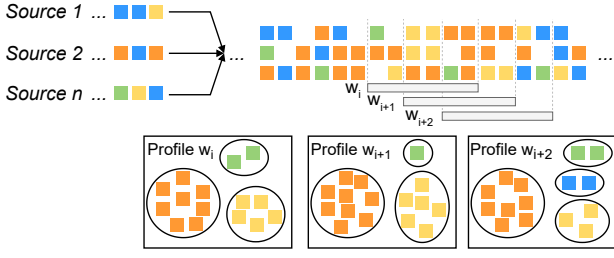 Source 1 ...
Source 2 ...
...
...
Source n ...
wᵢ
wᵢ₊₁
wᵢ₊₂
Profile wᵢ
Profile wᵢ₊₁
Profile wᵢ₊₂